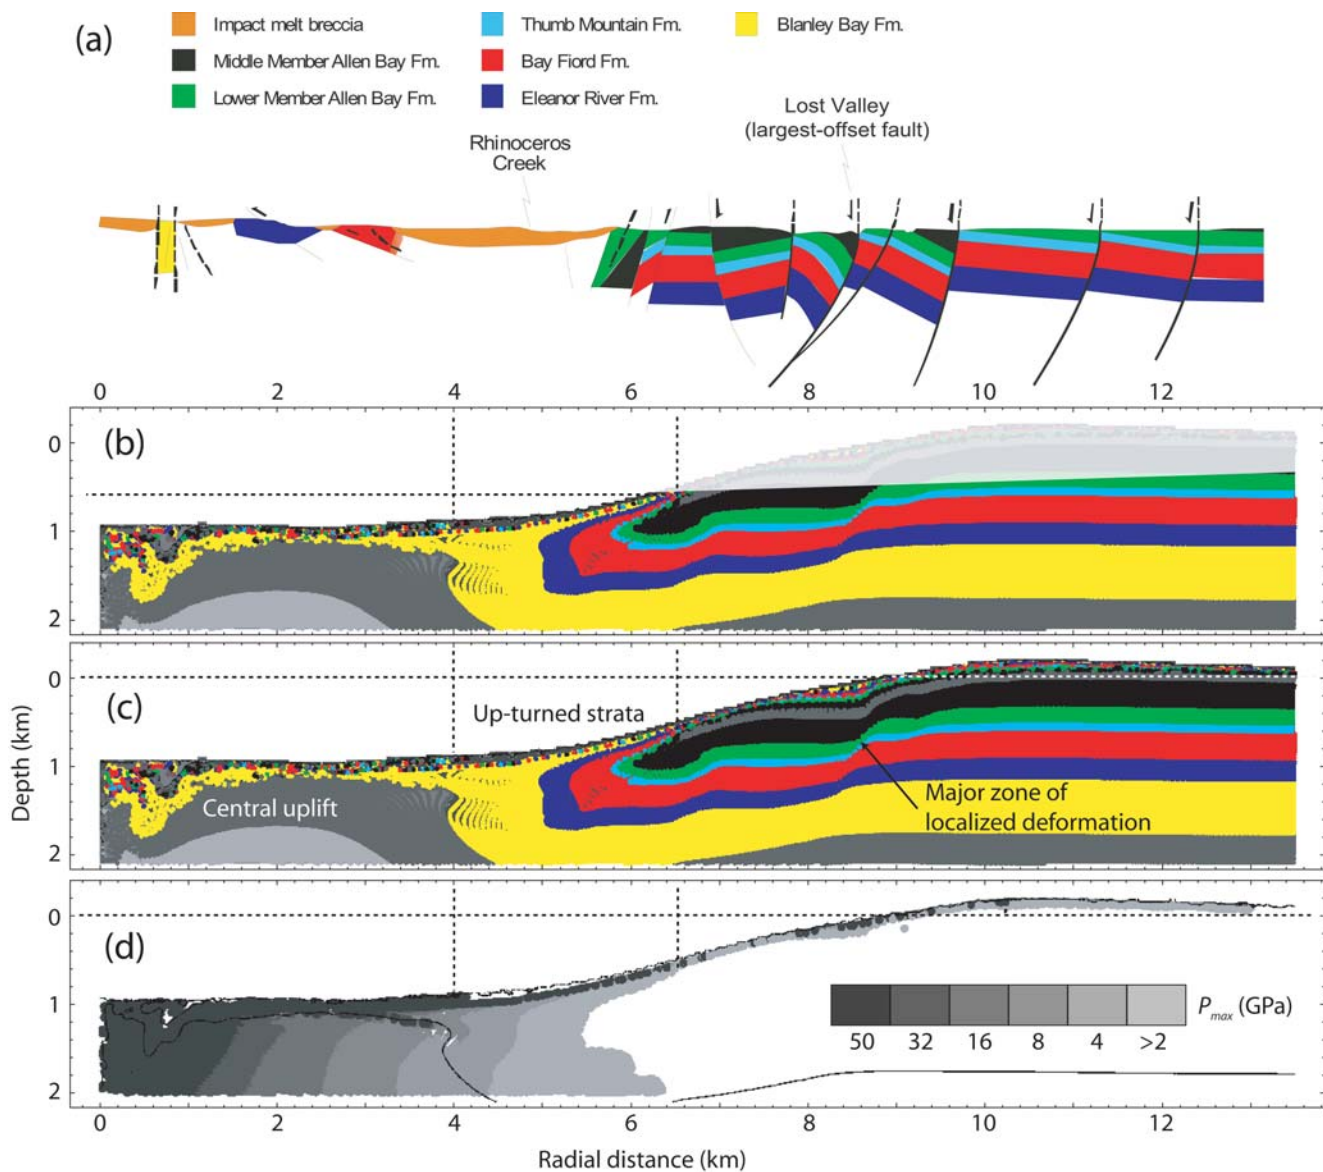 (a)
Impact melt breccia
Thumb Mountain Fm.
Blanley Bay Fm.
Middle Member Allen Bay Fm.
Bay Fiord Fm.
Lower Member Allen Bay Fm.
Eleanor River Fm.
Lost Valley
(largest-offset fault)
Rhinoceros
Creek
0 2 4 6 8 10 12
(b)
0
1
2
(c)
0
1
2
Up-turned strata
Central uplift
Major zone of
localized deformation
Depth (km)
(d)
0
1
2
Pmax (GPa)
50 32 16 8 4 >2
0 2 4 6 8 10 12
Radial distance (km)